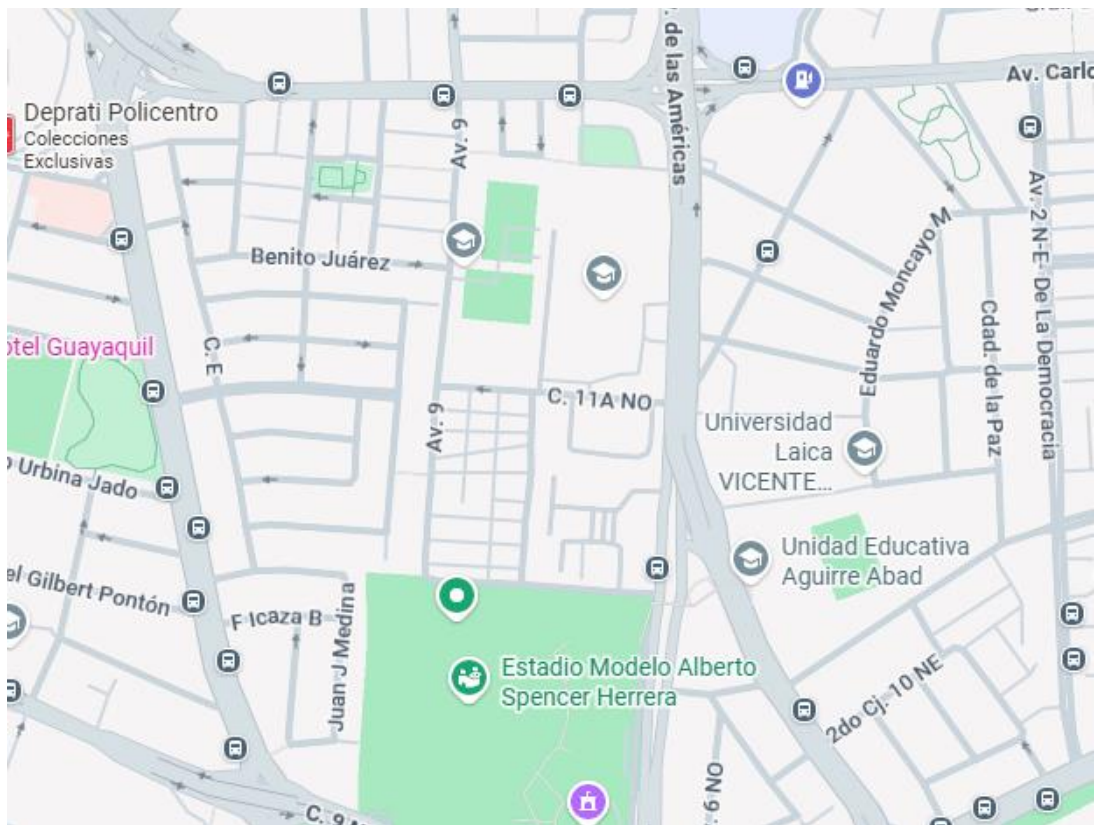 . de las Américas
Av. Carlo
Deprati Policentro
Colecciones
Exclusivas
Av. 9
Av. 2 N-E- De La Democracia
Benito Juárez
Eduardo Moncayo M
Cdad. de la Paz
otel Guayaquil
C. E
C. 11A NO
Av. 9
Universidad
Laica
VICENTE...
o Urbina Jado
Unidad Educativa
Aguirre Abad
el Gilbert Pontón
F Icaza B
Juan J Medina
Estadio Modelo Alberto
Spencer Herrera
2do Cj. 10 NE
9 NO
C. 9 N